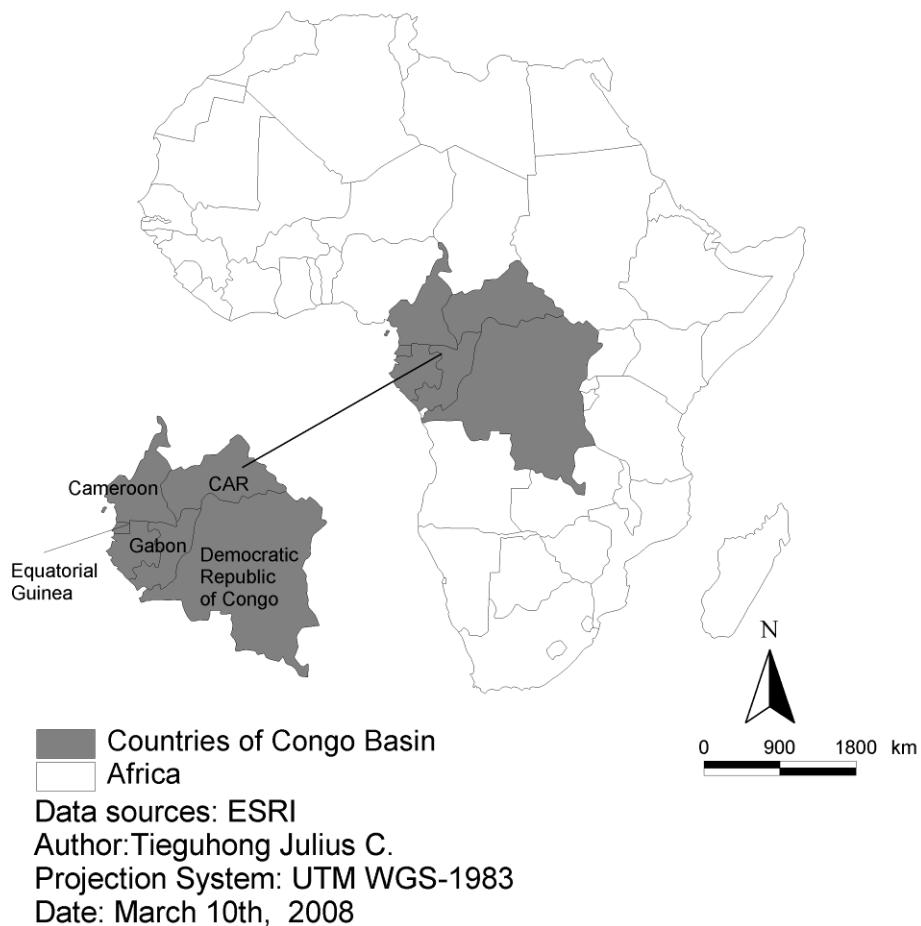 Cameroon
CAR
Gabon
Democratic
Republic
of Congo
Equatorial
Guinea
N
0 900 1800 km
Countries of Congo Basin
Africa
Data sources: ESRI
Author:Tieguhong Julius C.
Projection System: UTM WGS-1983
Date: March 10th, 2008